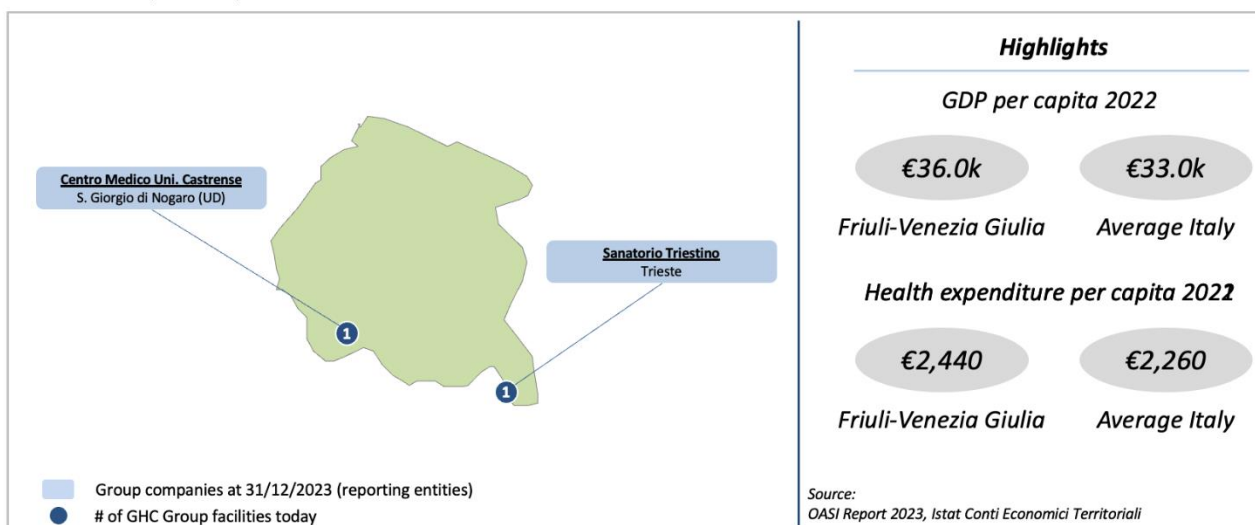 Centro Medico Uni. Castrense
S. Giorgio di Nogaro (UD)
1
Sanatorio Triestino
Trieste
1
Group companies at 31/12/2023 (reporting entities)
# of GHC Group facilities today
Highlights
GDP per capita 2022
€36.0k €33.0k
Friuli-Venezia Giulia Average Italy
Health expenditure per capita 2022
€2,440 €2,260
Friuli-Venezia Giulia Average Italy
Source:
OASI Report 2023, Istat Conti Economici Territoriali